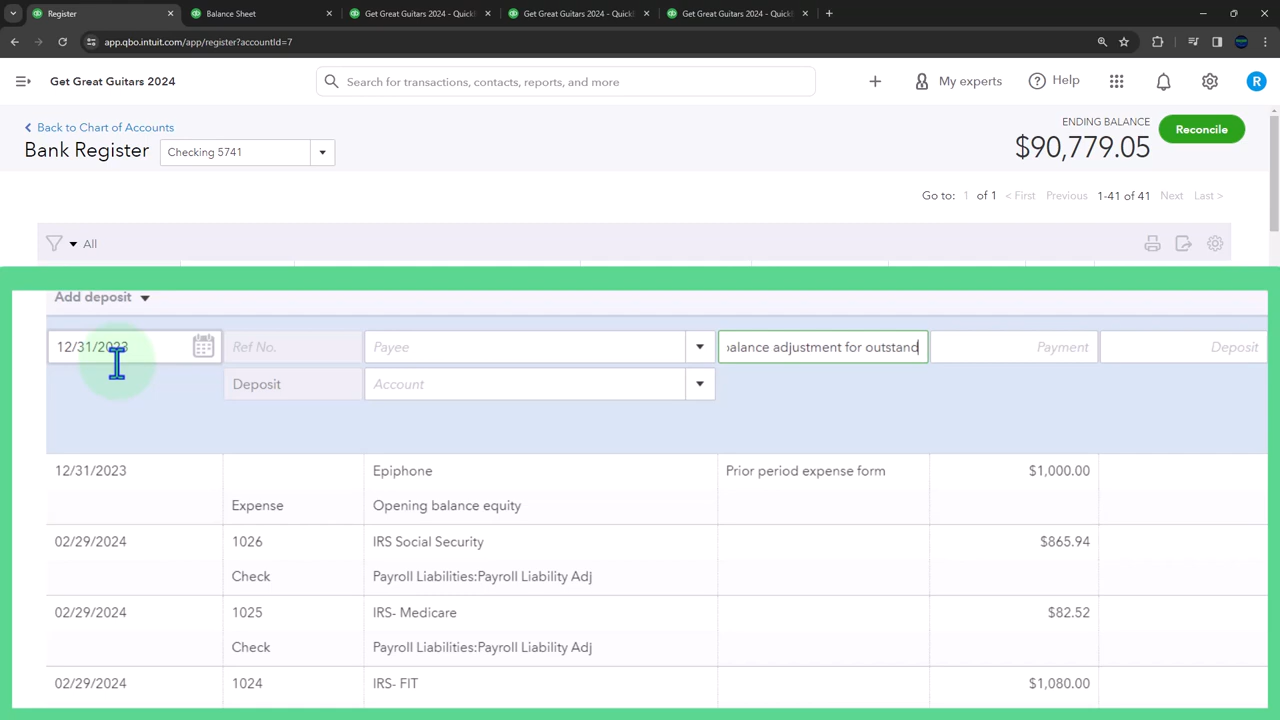 Register
Balance Sheet
Get Great Guitars 2024 - QuickB
Get Great Guitars 2024 - QuickB
Get Great Guitars 2024 - QuickB
app.qbo.intuit.com/app/register?accountId=7
Get Great Guitars 2024
Search for transactions, contacts, reports, and more
My experts
Help
R
Back to Chart of Accounts
Bank Register
Checking 5741
ENDING BALANCE
$90,779.05
Reconcile
Go to: 1 of 1 < First Previous 1-41 of 41 Next Last >
All
Add deposit
12/31/2023 Ref No. Payee balance adjustment for outstand Payment Deposit
Deposit Account
12/31/2023 Epiphone Prior period expense form $1,000.00
Expense Opening balance equity
02/29/2024 1026 IRS Social Security $865.94
Check Payroll Liabilities:Payroll Liability Adj
02/29/2024 1025 IRS- Medicare $82.52
Check Payroll Liabilities:Payroll Liability Adj
02/29/2024 1024 IRS- FIT $1,080.00